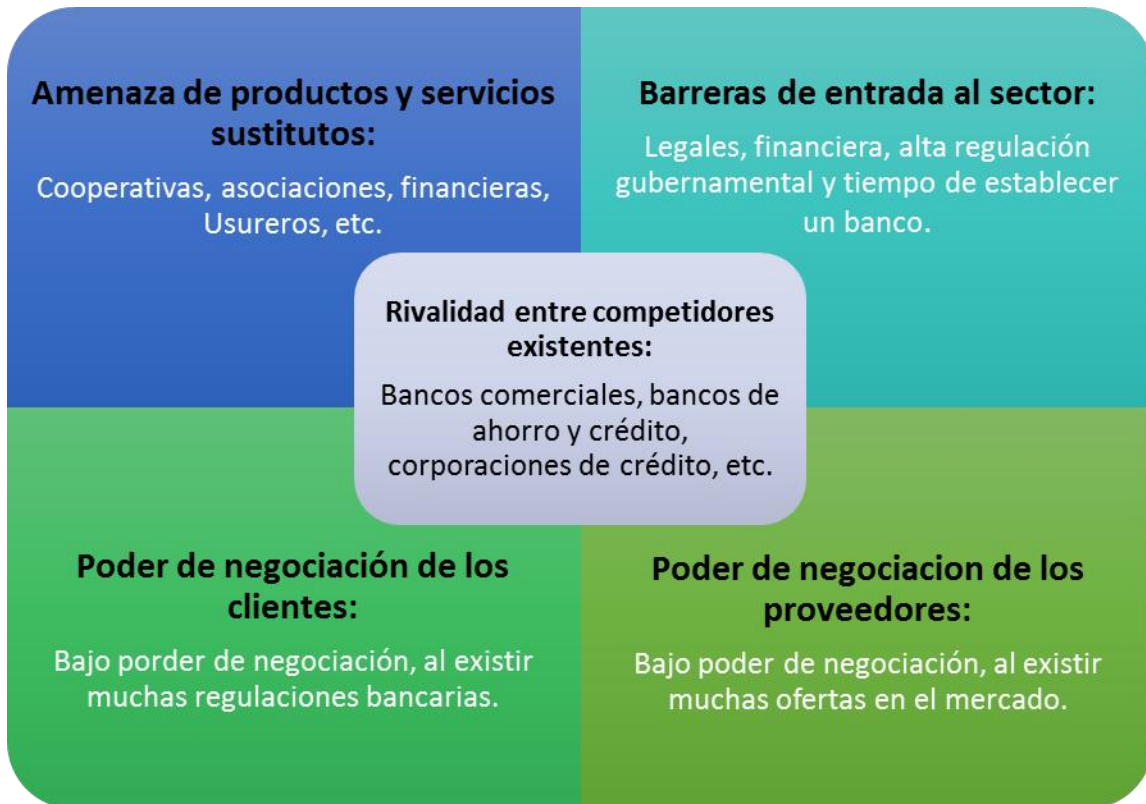 Amenaza de productos y servicios
sustitutos:
Cooperativas, asociaciones, financieras,
Usureros, etc.
Barreras de entrada al sector:
Legales, financiera, alta regulación
gubernamental y tiempo de establecer
un banco.
Rivalidad entre competidores
existentes:
Bancos comerciales, bancos de
ahorro y crédito,
corporaciones de crédito, etc.
Poder de negociación de los
clientes:
Bajo porder de negociación, al existir
muchas regulaciones bancarias.
Poder de negociacion de los
proveedores:
Bajo poder de negociación, al existir
muchas ofertas en el mercado.